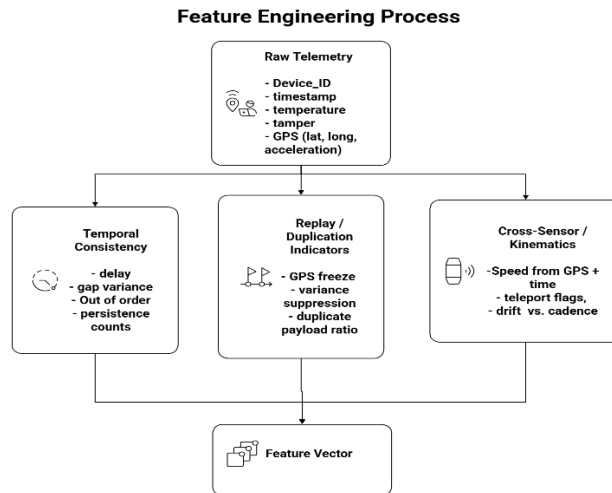 Feature Engineering Process
Raw Telemetry
- Device_ID
- timestamp
- temperature
- tamper
- GPS (lat, long,
acceleration)
Temporal
Consistency
- delay
- gap variance
- Out of order
- persistence
counts
Replay /
Duplication
Indicators
- GPS freeze
- variance
suppression
- duplicate
payload ratio
Cross-Sensor /
Kinematics
-Speed from GPS +
time
- teleport flags,
- drift vs. cadence
Feature Vector